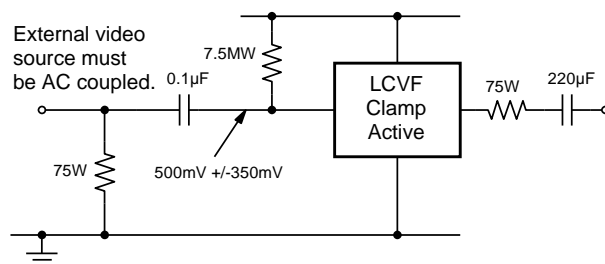 External video
source must
be AC coupled.
7.5MW
0.1µF
LCVF
Clamp
Active
75W
220µF
75W
500mV +/-350mV